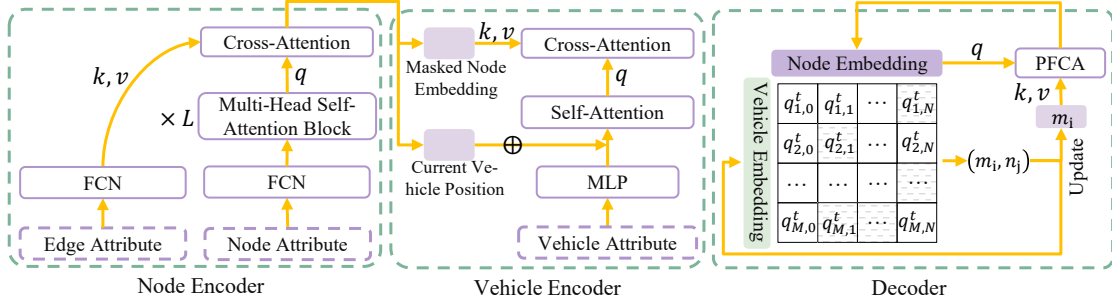 Cross-Attention
k, v
q
× L
Multi-Head Self-
Attention Block
FCN
FCN
Edge Attribute
Node Attribute
Node Encoder
k, v
Cross-Attention
Masked Node
Embedding
q
Self-Attention
⊕
Current Ve-
hicle Position
MLP
Vehicle Attribute
Vehicle Encoder
Node Embedding
q
PFCA
k, v
m_i
Vehicle Embedding
q^t_{1,0} q^t_{1,1} ⋯ q^t_{1,N}
q^t_{2,0} q^t_{2,1} ⋯ q^t_{2,N}
⋯ ⋯ ⋯ ⋯
q^t_{M,0} q^t_{M,1} ⋯ q^t_{M,N}
(m_i, n_j)
Update
Decoder